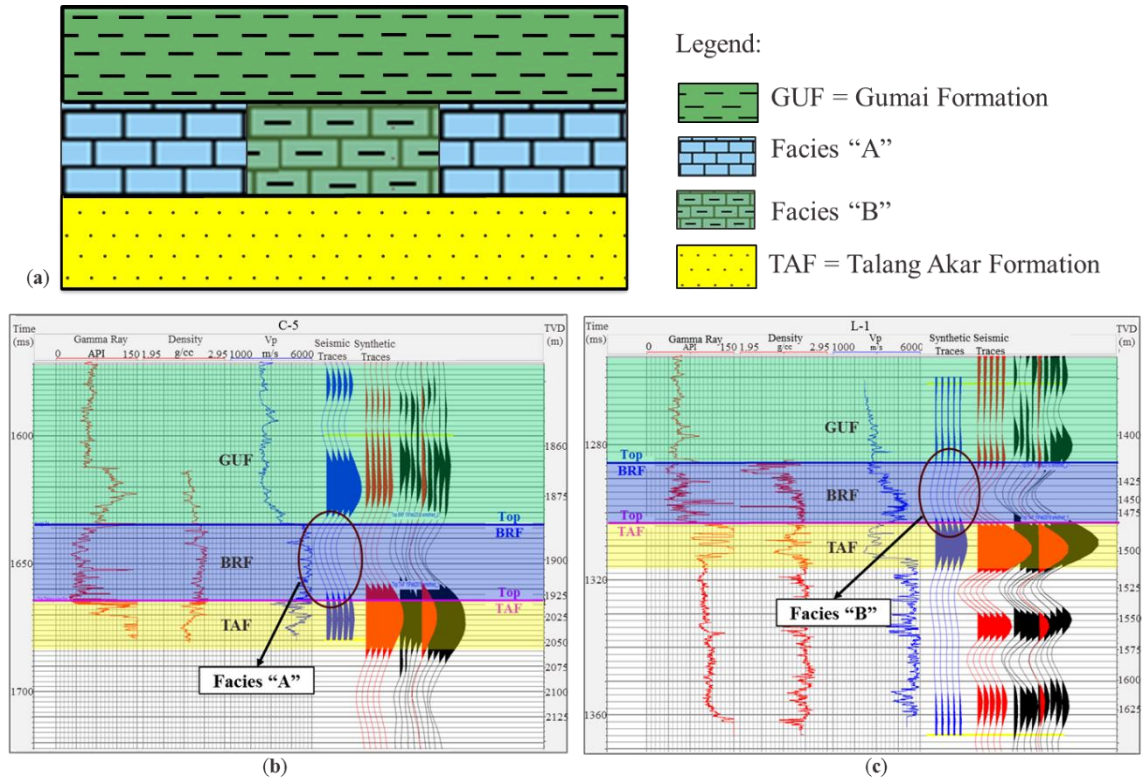 Legend:
GUF = Gumai Formation
Facies “A”
Facies “B”
TAF = Talang Akar Formation
(a)
C-5
Time
(ms)
Gamma Ray
0 API 150
Density
1.95 g/cc 2.95
Vp
1000 m/s 6000
Seismic
Traces
Synthetic
Traces
TVD
(m)
1600
1650
1700
GUF
Top
BRF
BRF
Top
TAF
TAF
1860
1875
1900
1925
2025
2050
2075
2100
2125
Facies “A”
(b)
L-1
Time
(ms)
Gamma Ray
0 API 150
Density
1.95 g/cc 2.95
Vp
1000 m/s 6000
Synthetic
Traces
Seismic
Traces
TVD
(m)
1280
1320
1360
GUF
Top
BRF
BRF
Top
TAF
TAF
1400
1425
1450
1475
1500
1550
1575
1600
1625
Facies “B”
(c)